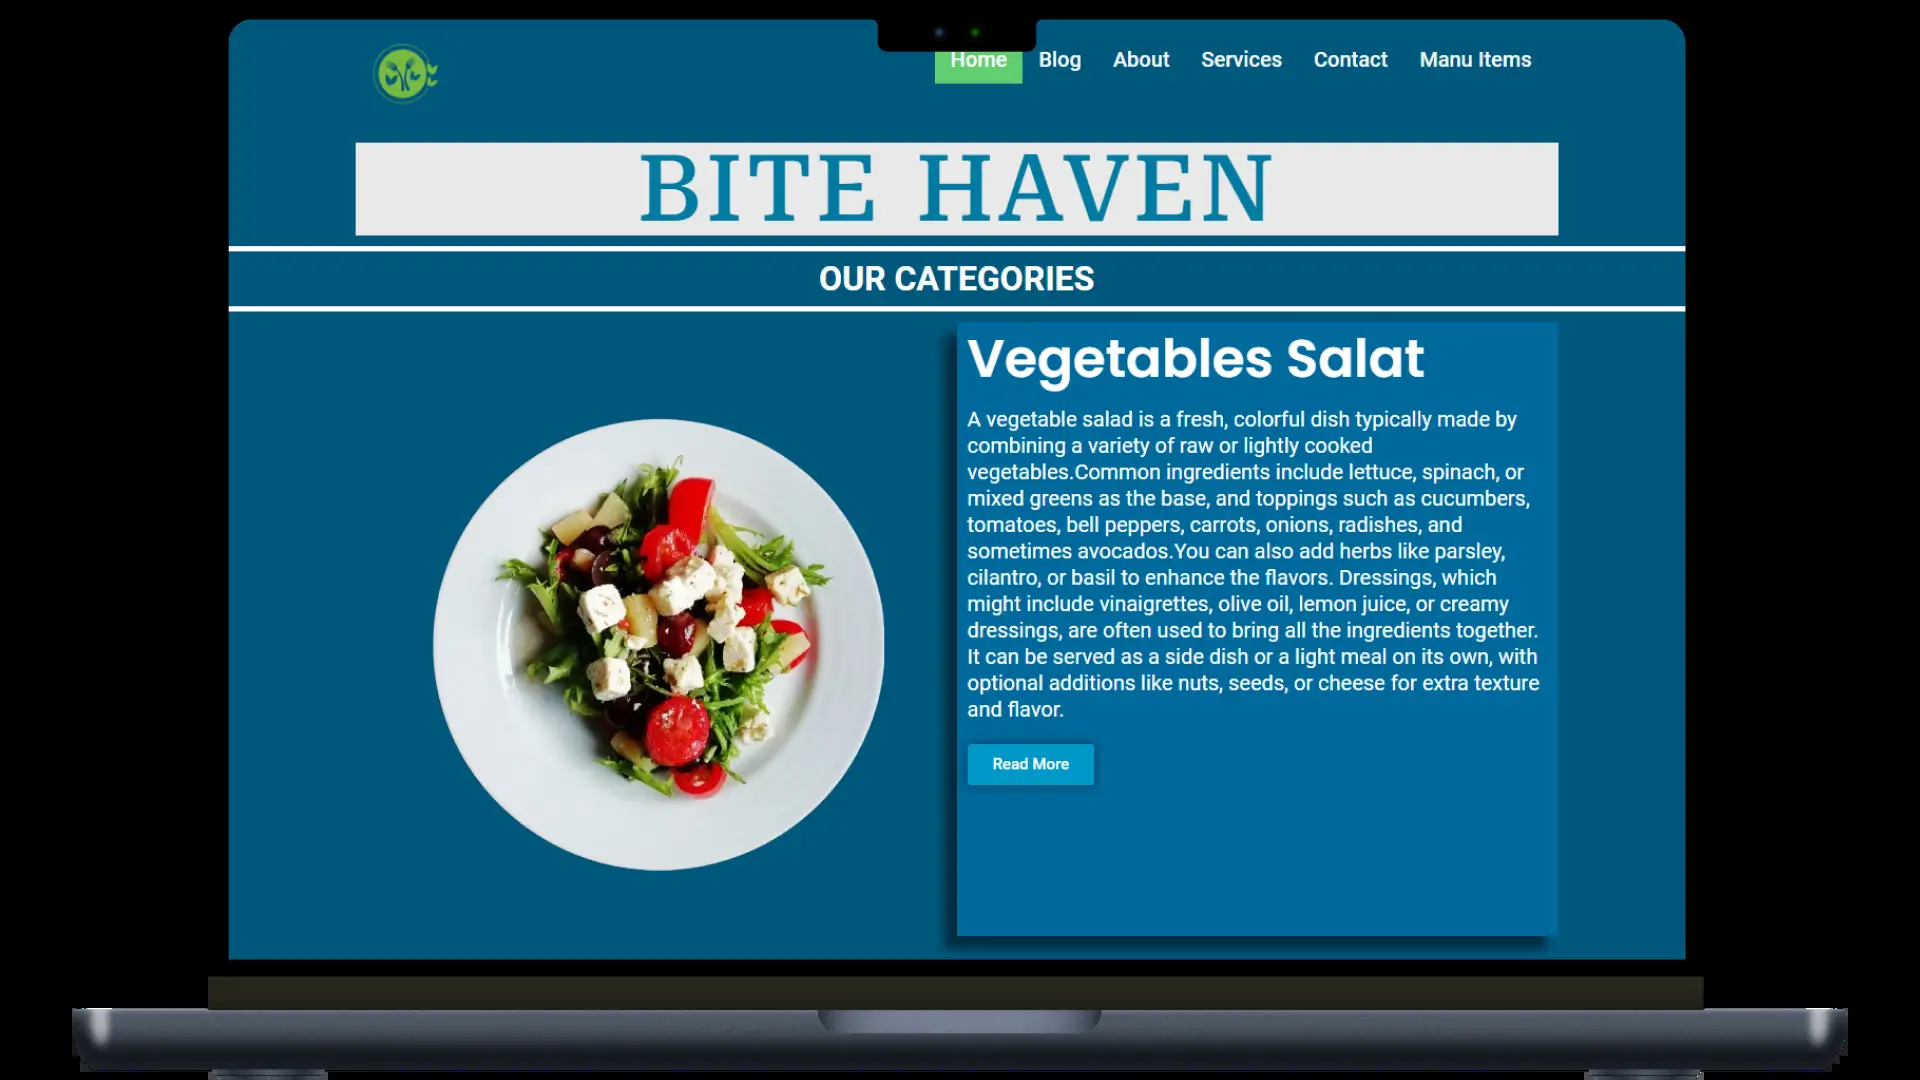 Home Blog About Services Contact Manu Items
BITE HAVEN
OUR CATEGORIES
Vegetables Salat
A vegetable salad is a fresh, colorful dish typically made by
combining a variety of raw or lightly cooked
vegetables.Common ingredients include lettuce, spinach, or
mixed greens as the base, and toppings such as cucumbers,
tomatoes, bell peppers, carrots, onions, radishes, and
sometimes avocados.You can also add herbs like parsley,
cilantro, or basil to enhance the flavors. Dressings, which
might include vinaigrettes, olive oil, lemon juice, or creamy
dressings, are often used to bring all the ingredients together.
It can be served as a side dish or a light meal on its own, with
optional additions like nuts, seeds, or cheese for extra texture
and flavor.
Read More